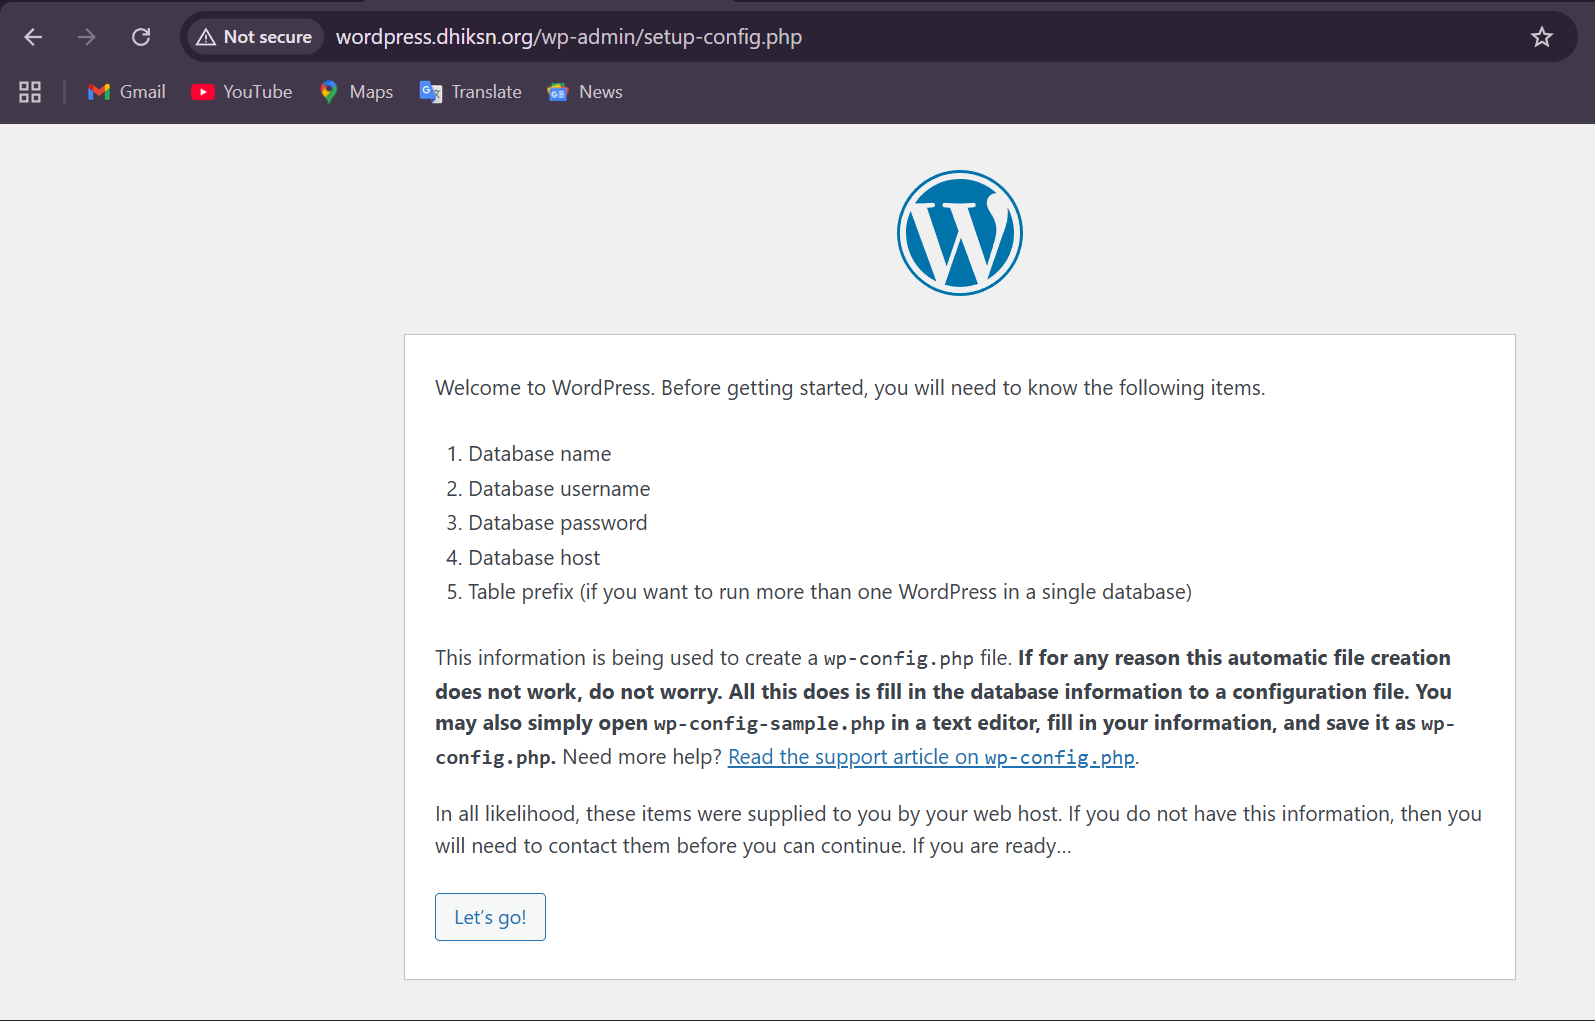 Not secure wordpress.dhiksn.org/wp-admin/setup-config.php
Gmail YouTube Maps Translate News
Welcome to WordPress. Before getting started, you will need to know the following items.
1. Database name
2. Database username
3. Database password
4. Database host
5. Table prefix (if you want to run more than one WordPress in a single database)
This information is being used to create a wp-config.php file. If for any reason this automatic file creation
does not work, do not worry. All this does is fill in the database information to a configuration file. You
may also simply open wp-config-sample.php in a text editor, fill in your information, and save it as wp-
config.php. Need more help? Read the support article on wp-config.php.
In all likelihood, these items were supplied to you by your web host. If you do not have this information, then you
will need to contact them before you can continue. If you are ready…
Let’s go!